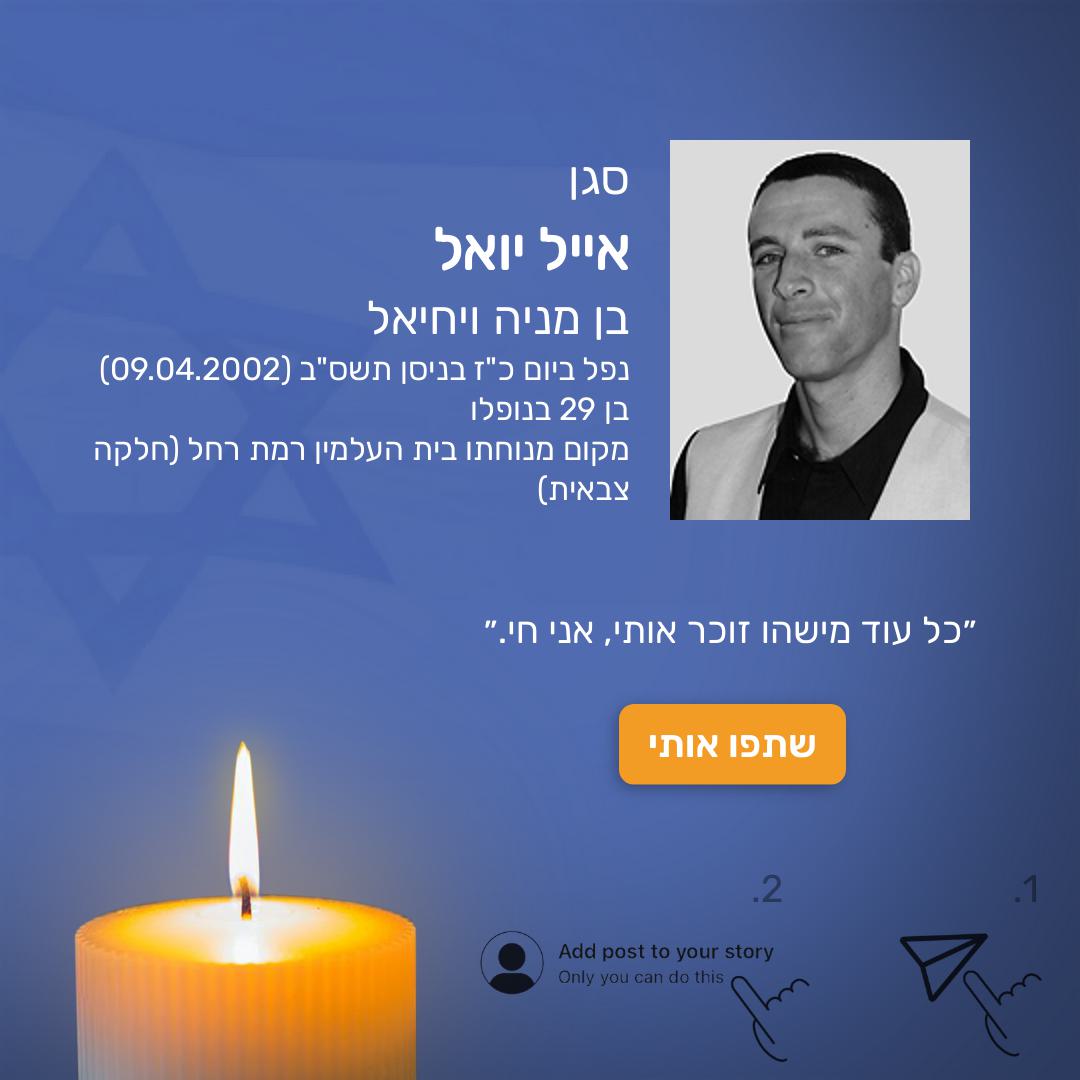 סגן
אייל יואל
בן מניה ויחיאל
נפל ביום כ"ז בניסן תשס"ב (09.04.2002)
בן 29 בנופלו
מקום מנוחתו בית העלמין רמת רחל (חלקה
צבאית)
״כל עוד מישהו זוכר אותי, אני חי.״
שתפו אותי
1.
2.
Add post to your story
Only you can do this